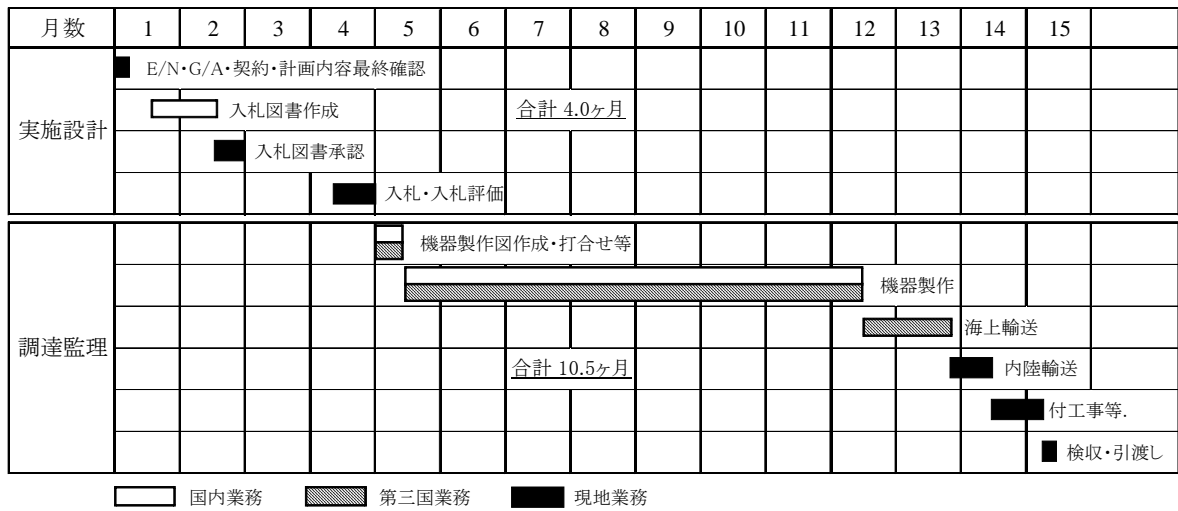 月数 1 2 3 4 5 6 7 8 9 10 11 12 13 14 15
実施設計
E/N・G/A・契約・計画内容最終確認
入札図書作成 合計 4.0ヶ月
入札図書承認
入札・入札評価
調達監理
機器製作図作成・打合せ等
機器製作
海上輸送
合計 10.5ヶ月 内陸輸送
付工事等.
検収・引渡し
国内業務 第三国業務 現地業務